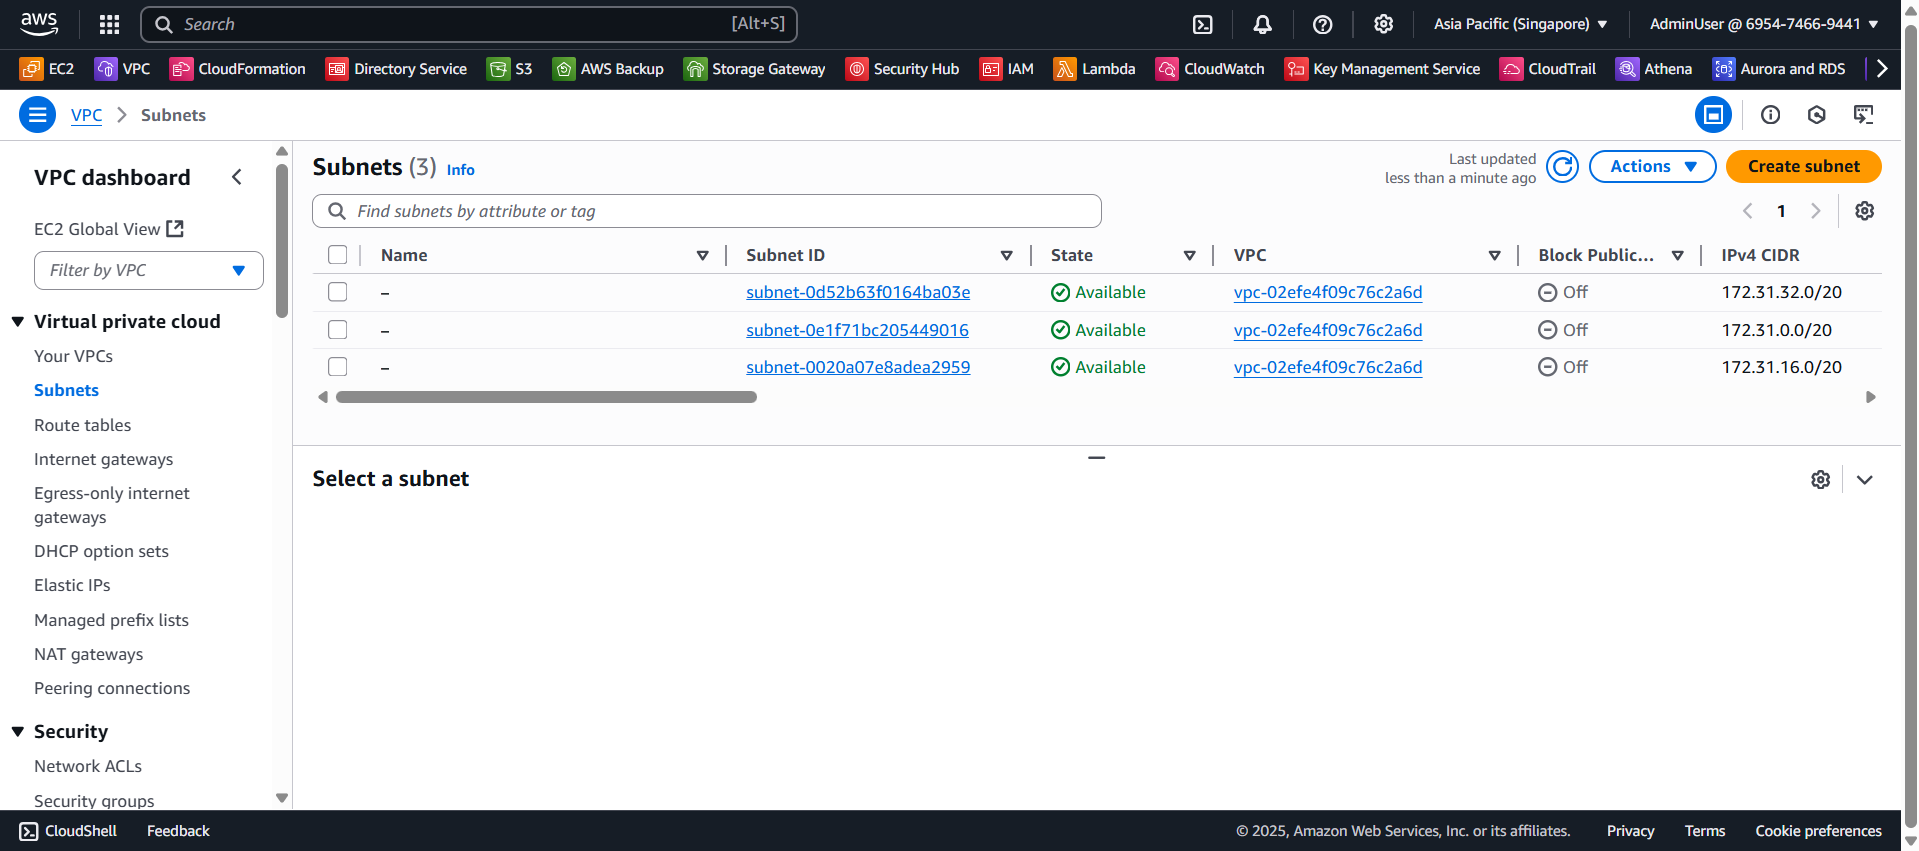 aws
Search [Alt+S]
Asia Pacific (Singapore)
AdminUser @ 6954-7466-9441
EC2 VPC CloudFormation Directory Service S3 AWS Backup Storage Gateway Security Hub IAM Lambda CloudWatch Key Management Service CloudTrail Athena Aurora and RDS
VPC Subnets
VPC dashboard
EC2 Global View
Filter by VPC
Virtual private cloud
Your VPCs
Subnets
Route tables
Internet gateways
Egress-only internet
gateways
DHCP option sets
Elastic IPs
Managed prefix lists
NAT gateways
Peering connections
Security
Network ACLs
Security groups
Subnets (3) Info
Last updated
less than a minute ago
Actions
Create subnet
Find subnets by attribute or tag
1
Name Subnet ID State VPC Block Public... IPv4 CIDR
– subnet-0d52b63f0164ba03e Available vpc-02efe4f09c76c2a6d Off 172.31.32.0/20
– subnet-0e1f71bc205449016 Available vpc-02efe4f09c76c2a6d Off 172.31.0.0/20
– subnet-0020a07e8adea2959 Available vpc-02efe4f09c76c2a6d Off 172.31.16.0/20
Select a subnet
CloudShell Feedback
© 2025, Amazon Web Services, Inc. or its affiliates. Privacy Terms Cookie preferences